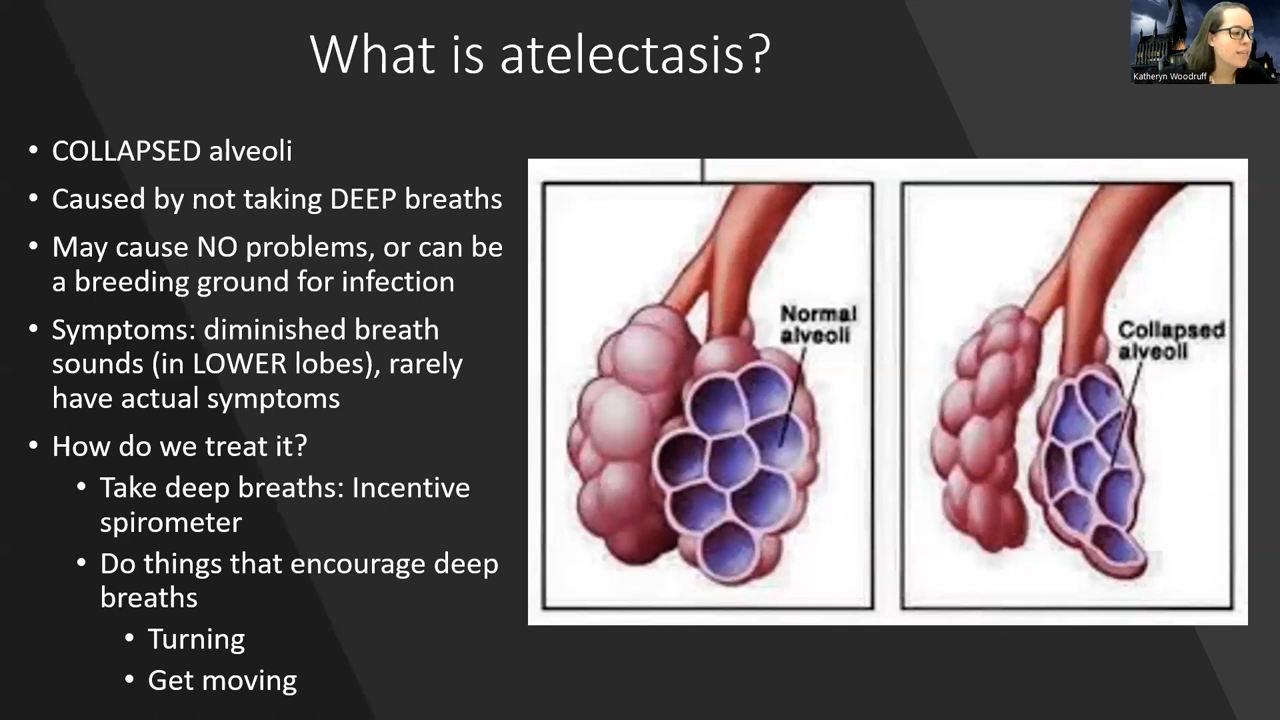 What is atelectasis?
Katheryn Woodruff
• COLLAPSED alveoli
• Caused by not taking DEEP breaths
• May cause NO problems, or can be
a breeding ground for infection
• Symptoms: diminished breath
sounds (in LOWER lobes), rarely
have actual symptoms
• How do we treat it?
• Take deep breaths: Incentive
spirometer
• Do things that encourage deep
breaths
• Turning
• Get moving
Normal
alveoli
Collapsed
alveoli